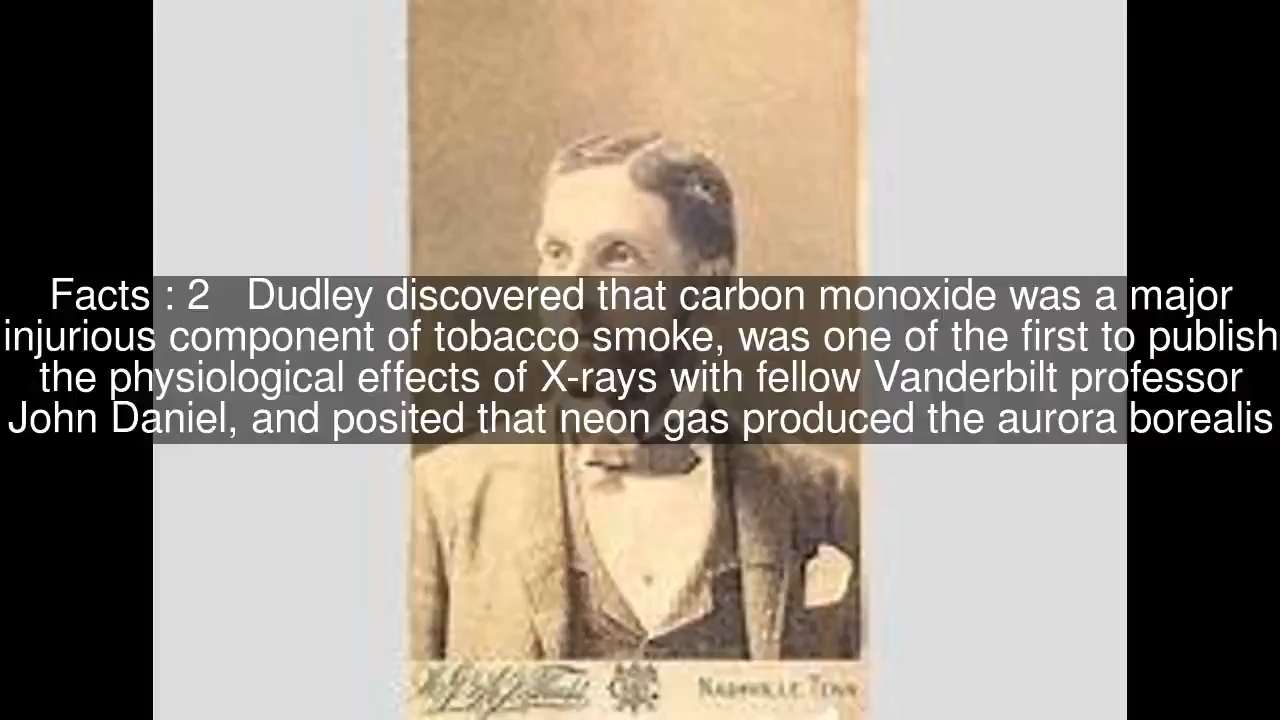 Facts : 2 Dudley discovered that carbon monoxide was a major
injurious component of tobacco smoke, was one of the first to publish
the physiological effects of X-rays with fellow Vanderbilt professor
John Daniel, and posited that neon gas produced the aurora borealis
NASHVILLE TENN